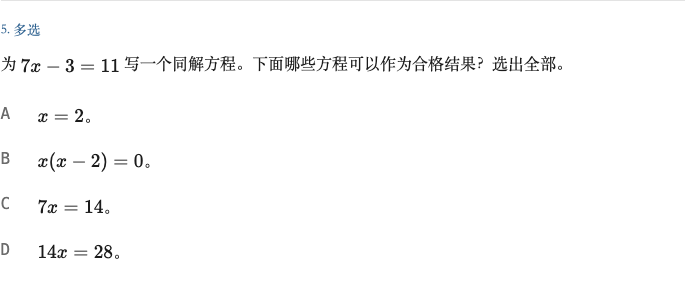 5. 多选
为 7x − 3 = 11 写一个同解方程。下面哪些方程可以作为合格结果？选出全部。
A x = 2。
B x(x − 2) = 0。
C 7x = 14。
D 14x = 28。